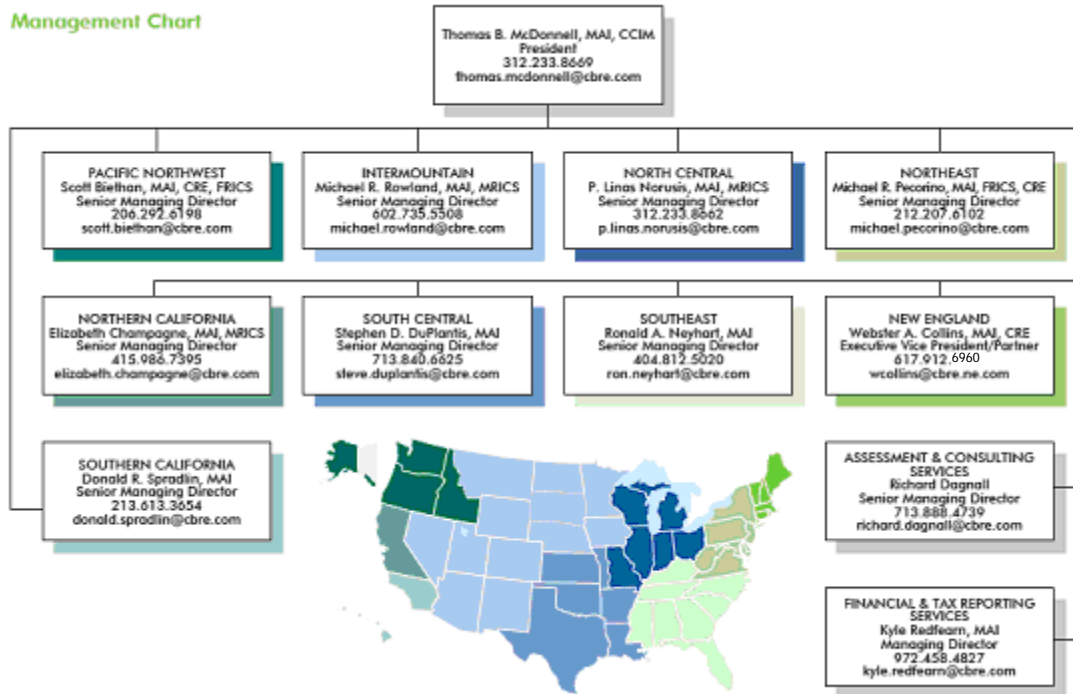 Management Chart
Thomas B. McDonnell, MAI, CCIM
President
312.233.8669
thomas.mcdonnell@cbre.com
PACIFIC NORTHWEST
Scott Biethan, MAI, CRE, FRICS
Senior Managing Director
206.292.6198
scott.biethan@cbre.com
INTERMOUNTAIN
Michael R. Rowland, MAI, MRICS
Senior Managing Director
602.735.5508
michael.rowland@cbre.com
NORTH CENTRAL
P. Linas Norusis, MAI, MRICS
Senior Managing Director
312.233.8662
p.linas.norusis@cbre.com
NORTHEAST
Michael R. Pecorino, MAI, FRICS, CRE
Senior Managing Director
212.207.6102
michael.pecorino@cbre.com
NORTHERN CALIFORNIA
Elizabeth Champagne, MAI, MRICS
Senior Managing Director
415.986.7395
elizabeth.champagne@cbre.com
SOUTH CENTRAL
Stephen D. DuPlantis, MAI
Senior Managing Director
713.840.6625
steve.duplantis@cbre.com
SOUTHEAST
Ronald A. Neyhart, MAI
Senior Managing Director
404.812.5020
ron.neyhart@cbre.com
NEW ENGLAND
Webster A. Collins, MAI, CRE
Executive Vice President/Partner
617.912.6960
wcollins@cbre.ne.com
SOUTHERN CALIFORNIA
Donald R. Spradlin, MAI
Senior Managing Director
213.613.3654
donald.spradlin@cbre.com
ASSESSMENT & CONSULTING
SERVICES
Richard Dagnall
Senior Managing Director
713.888.4739
richard.dagnall@cbre.com
FINANCIAL & TAX REPORTING
SERVICES
Kyle Redfearn, MAI
Managing Director
972.458.4827
kyle.redfearn@cbre.com